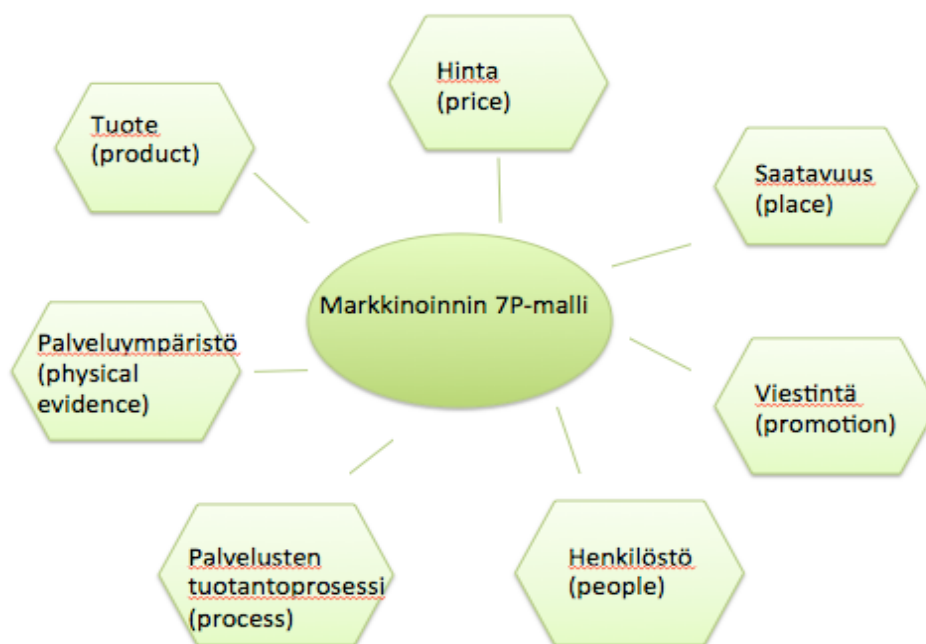 Hinta
(price)
Tuote
(product)
Saatavuus
(place)
Markkinoinnin 7P-malli
Palveluympäristö
(physical
evidence)
Viestintä
(promotion)
Palvelusten
tuotantoprosessi
(process)
Henkilöstö
(people)